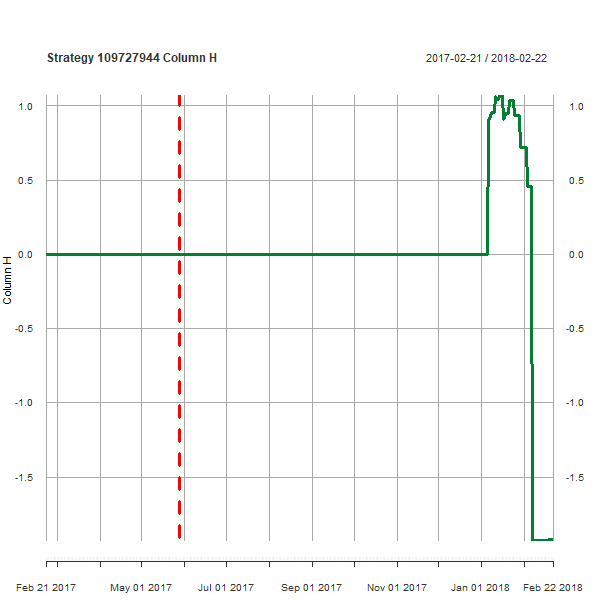 Strategy 109727944 Column H
2017-02-21 / 2018-02-22
1.0
1.0
0.5
0.5
0.0
0.0
Column H
-0.5
-0.5
-1.0
-1.0
-1.5
-1.5
Feb 21 2017
May 01 2017
Jul 01 2017
Sep 01 2017
Nov 01 2017
Jan 01 2018
Feb 22 2018